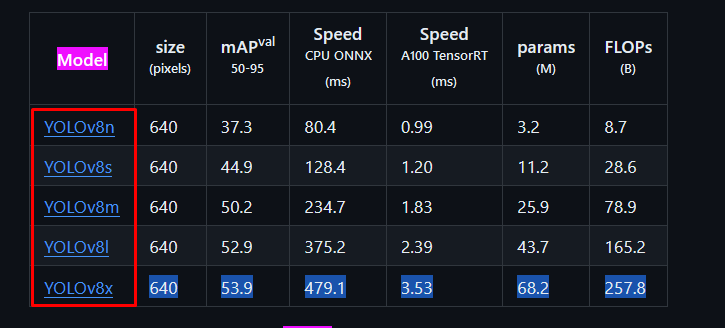 Model size (pixels) mAPval 50-95 Speed CPU ONNX (ms) Speed A100 TensorRT (ms) params (M) FLOPs (B)
YOLOv8n 640 37.3 80.4 0.99 3.2 8.7
YOLOv8s 640 44.9 128.4 1.20 11.2 28.6
YOLOv8m 640 50.2 234.7 1.83 25.9 78.9
YOLOv8l 640 52.9 375.2 2.39 43.7 165.2
YOLOv8x 640 53.9 479.1 3.53 68.2 257.8